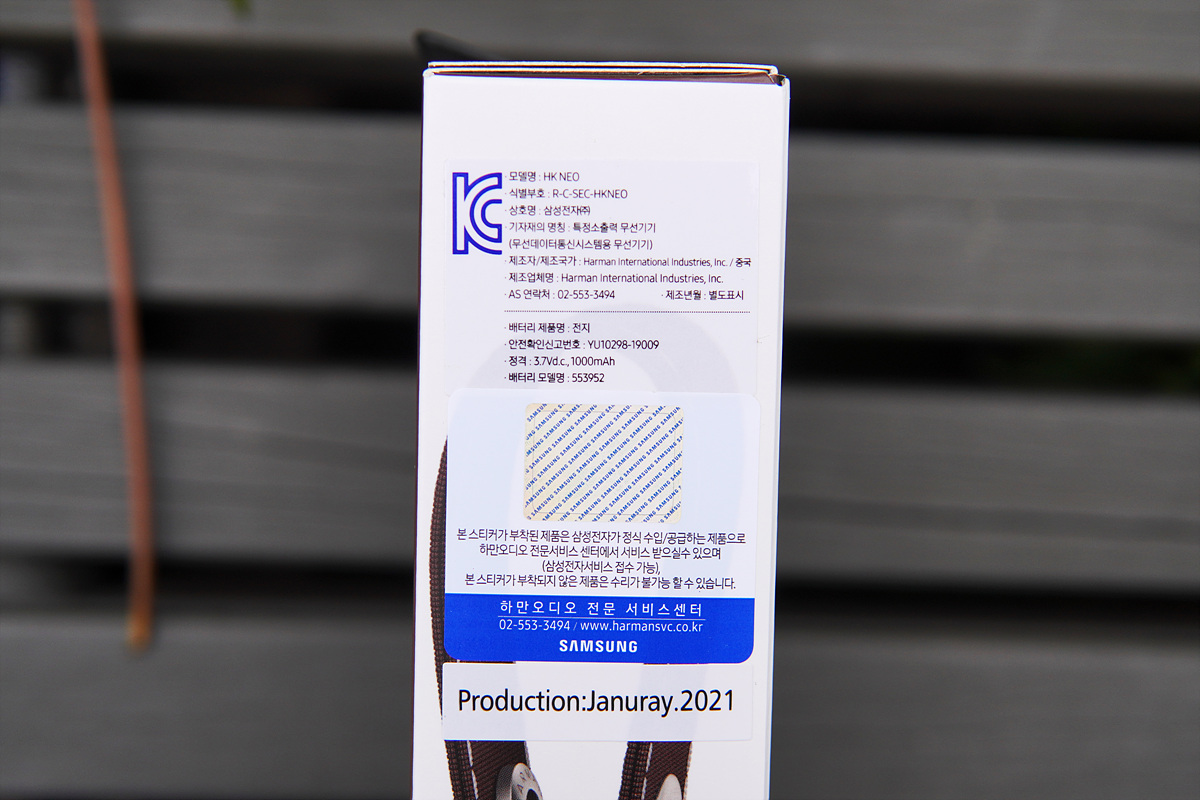 · 모델명 : HK NEO
· 식별부호 : R-C-SEC-HKNEO
· 상호명 : 삼성전자㈜
· 기자재의 명칭 : 특정소출력 무선기기
(무선데이터통신시스템용 무선기기)
· 제조자/제조국가 : Harman International Industries, Inc. / 중국
· 제조업체명 : Harman International Industries, Inc.
· AS 연락처 : 02-553-3494 · 제조년월 : 별도표시
· 배터리 제품명 : 전지
· 안전확인신고번호 : YU10298-19009
· 정격 : 3.7Vd.c., 1000mAh
· 배터리 모델명 : 553952
SAMSUNG SAMSUNG SAMSUNG
본 스티커가 부착된 제품은 삼성전자가 정식 수입/공급하는 제품으로
하만오디오 전문서비스 센터에서 서비스 받으실수 있으며
(삼성전자서비스 접수 가능),
본 스티커가 부착되지 않은 제품은 수리가 불가능 할 수 있습니다.
하만오디오 전문 서비스센터
02-553-3494 / www.harmansvc.co.kr
SAMSUNG
Production:Januray.2021